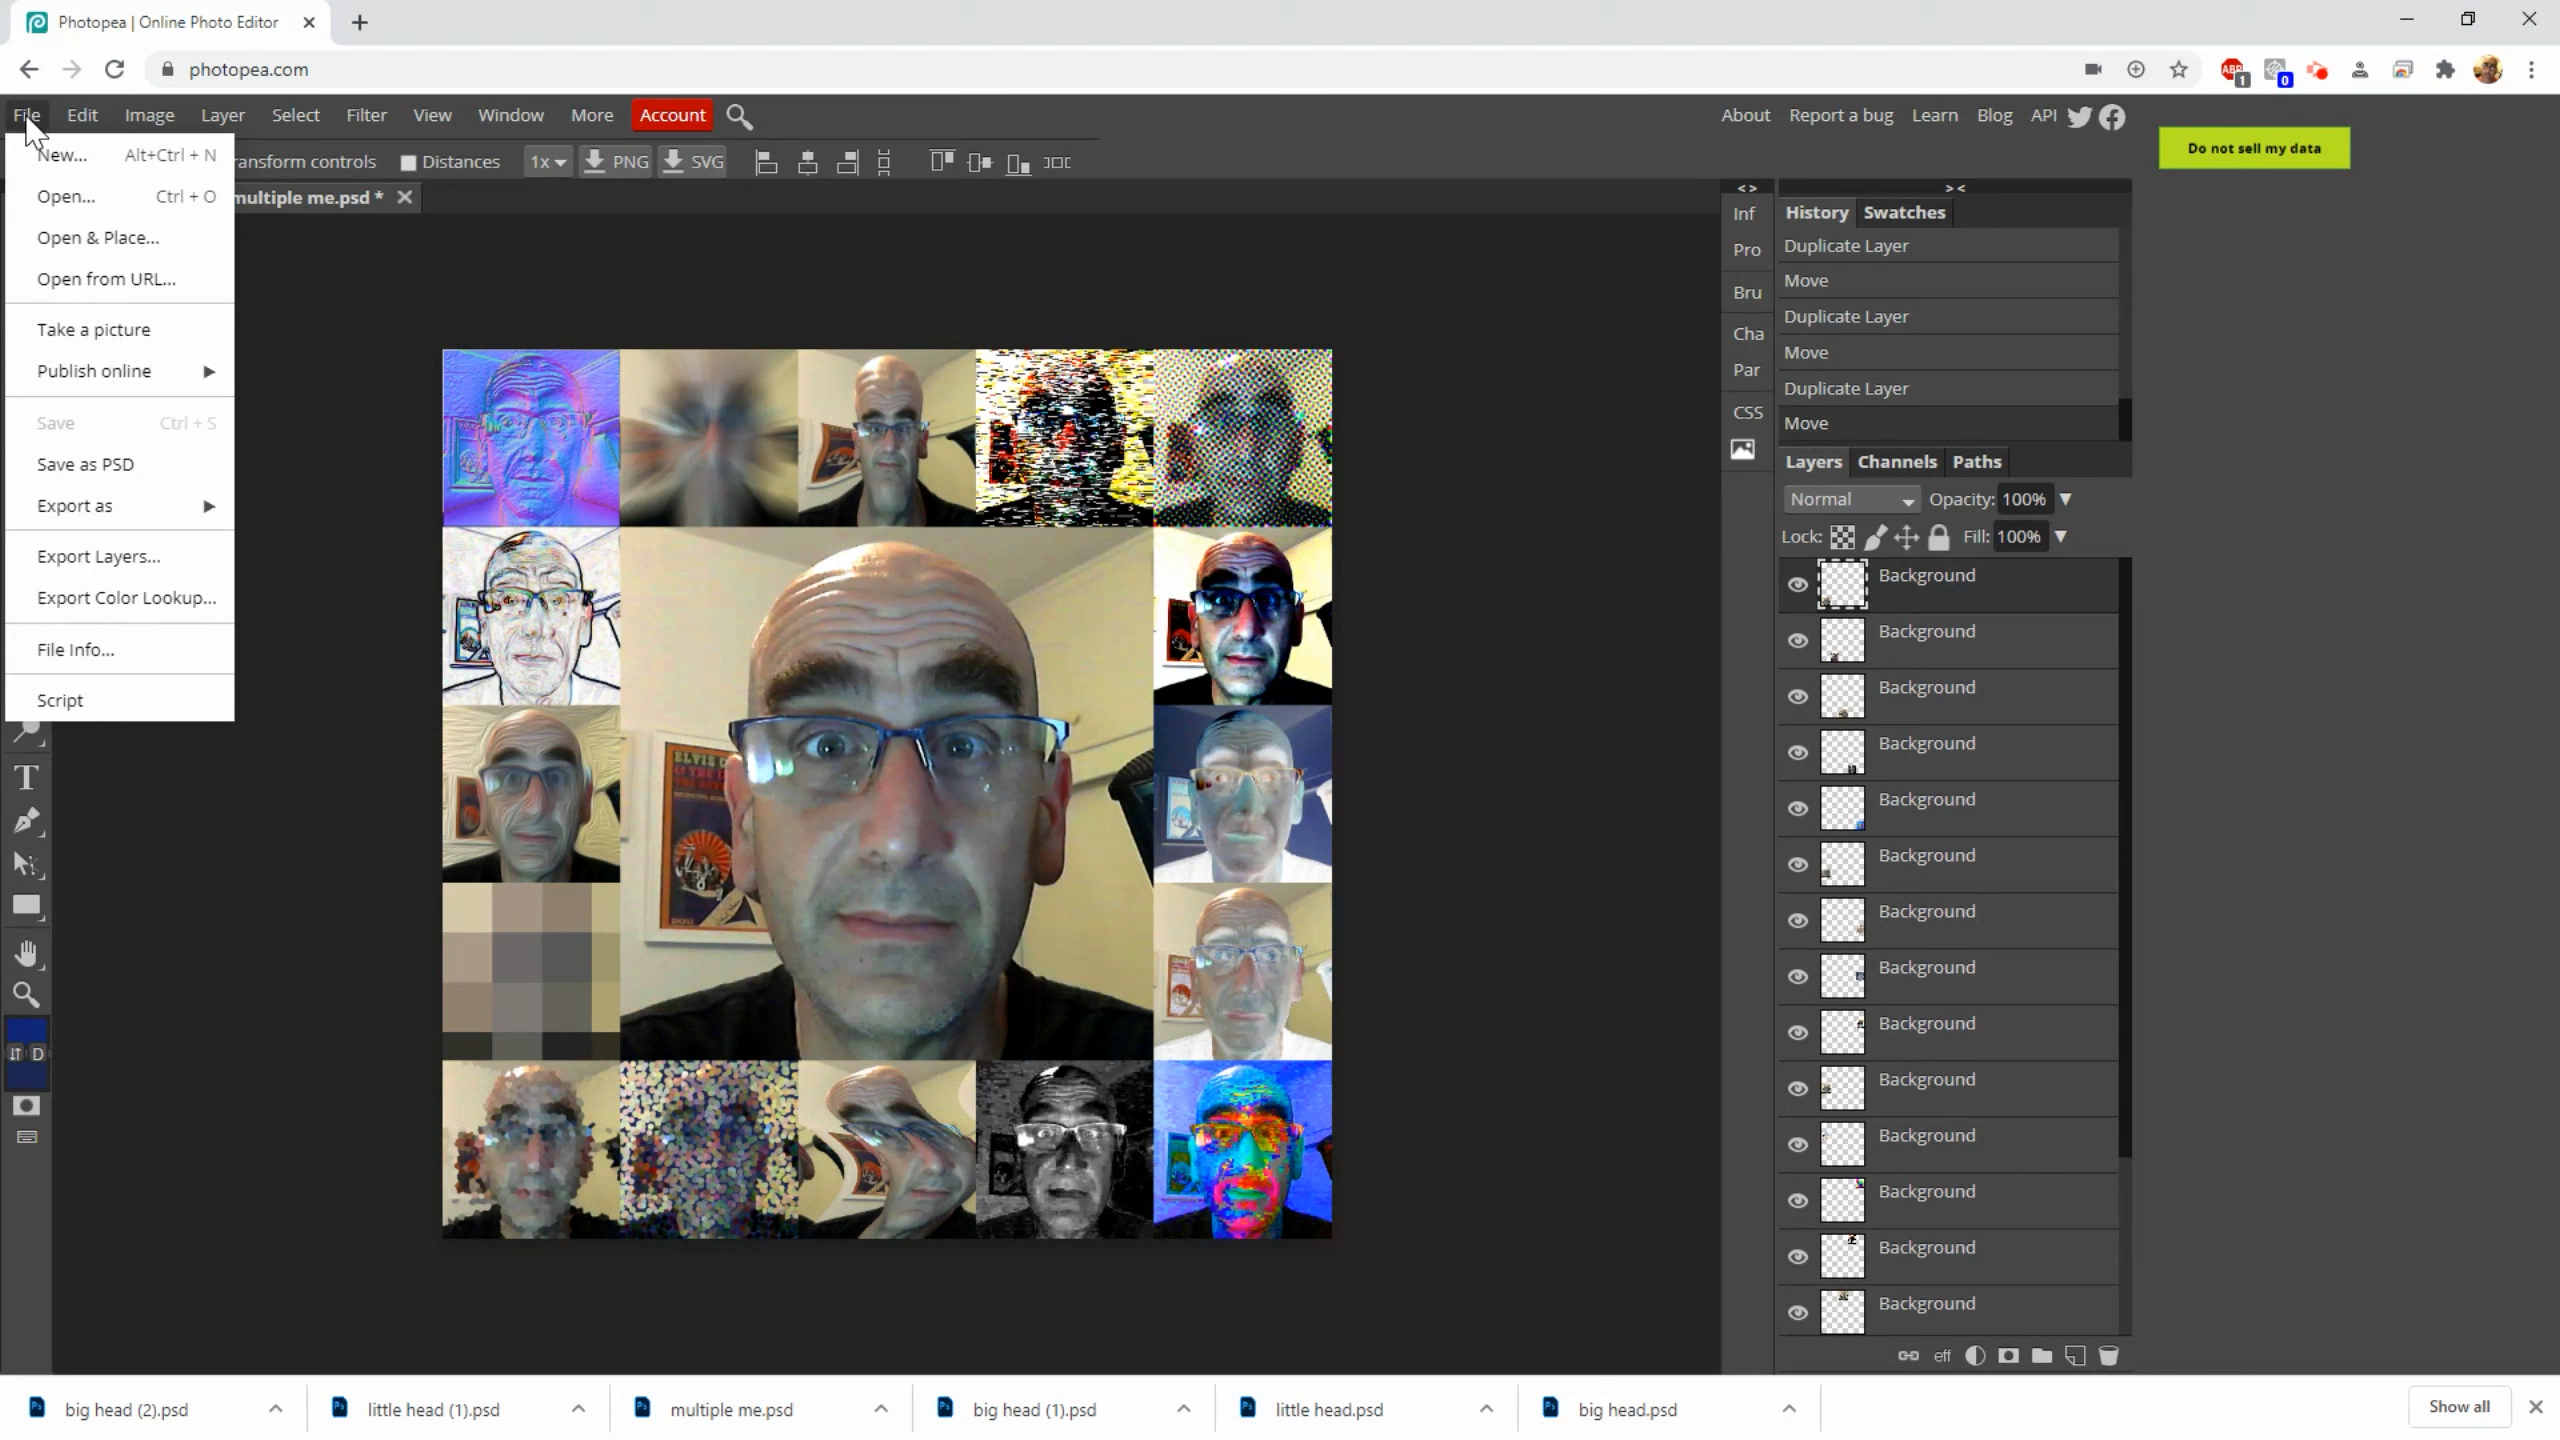 Photopea | Online Photo Editor
photopea.com
1
0
File Edit Image Layer Select Filter View Window More Account
About Report a bug Learn Blog API
Do not sell my data
New... Alt+Ctrl + N
Open... Ctrl + O
Open & Place...
Open from URL...
Take a picture
Publish online
Save Ctrl + S
Save as PSD
Export as
Export Layers...
Export Color Lookup...
File Info...
Script
ransform controls Distances 1x PNG SVG
multiple me.psd *
T
D
ELVIS
< >
Inf
Pro
Bru
Cha
Par
CSS
> <
History Swatches
Duplicate Layer
Move
Duplicate Layer
Move
Duplicate Layer
Move
Layers Channels Paths
Normal Opacity: 100%
Lock: Fill: 100%
Background
Background
Background
Background
Background
Background
Background
Background
Background
Background
Background
Background
Background
Background
eff
big head (2).psd
little head (1).psd
multiple me.psd
big head (1).psd
little head.psd
big head.psd
Show all